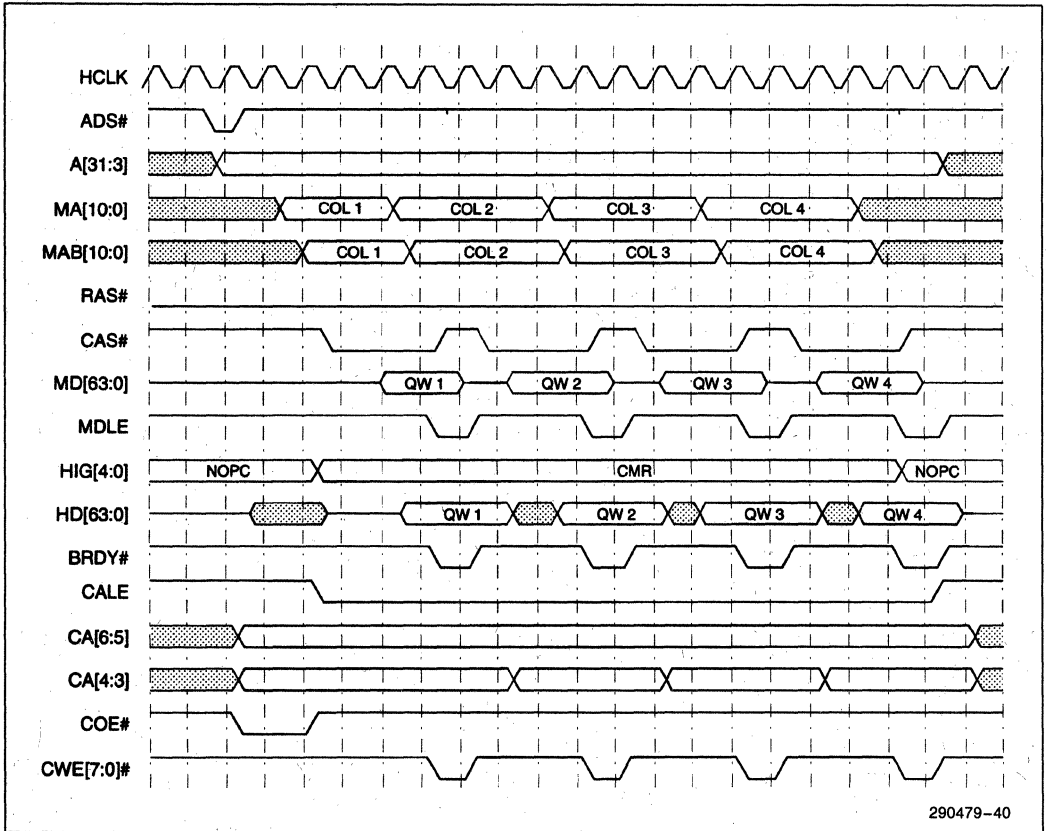 HCLK
ADS#
A[31:3]
MA[10:0] COL 1 COL 2 COL 3 COL 4
MAB[10:0] COL 1 COL 2 COL 3 COL 4
RAS#
CAS#
MD[63:0] QW 1 QW 2 QW 3 QW 4
MDLE
HIG[4:0] NOPC CMR NOPC
HD[63:0] QW 1 QW 2 QW 3 QW 4
BRDY#
CALE
CA[6:5]
CA[4:3]
COE#
CWE[7:0]#
290479–40